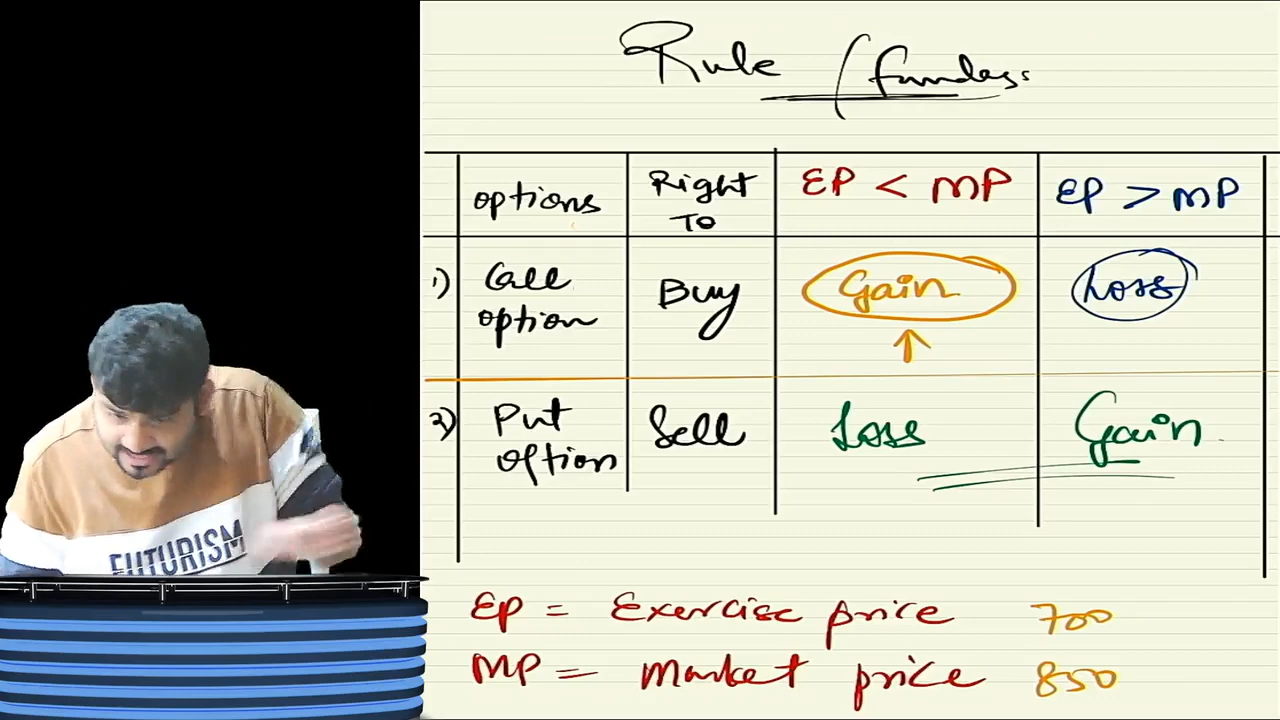 Rule / fundas:
options
Right
To
EP < MP
EP > MP
1)
Call
option
Buy
Gain
Loss
2)
Put
option
Sell
Loss
Gain
EP = Exercise price 700
MP = Market price 850
FUTURISM